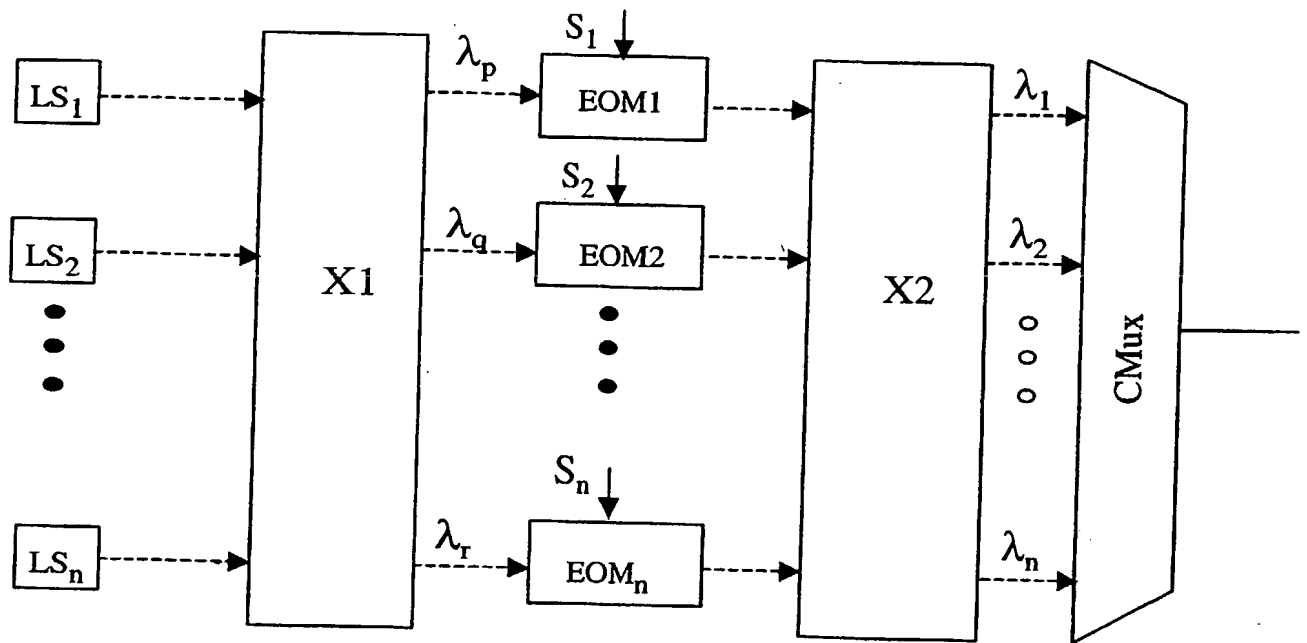 S₁
LS₁
λₚ
EOM1
λ₁
S₂
LS₂
λq
EOM2
λ₂
X1
X2
CMux
Sₙ
LSₙ
λᵣ
EOMₙ
λₙ